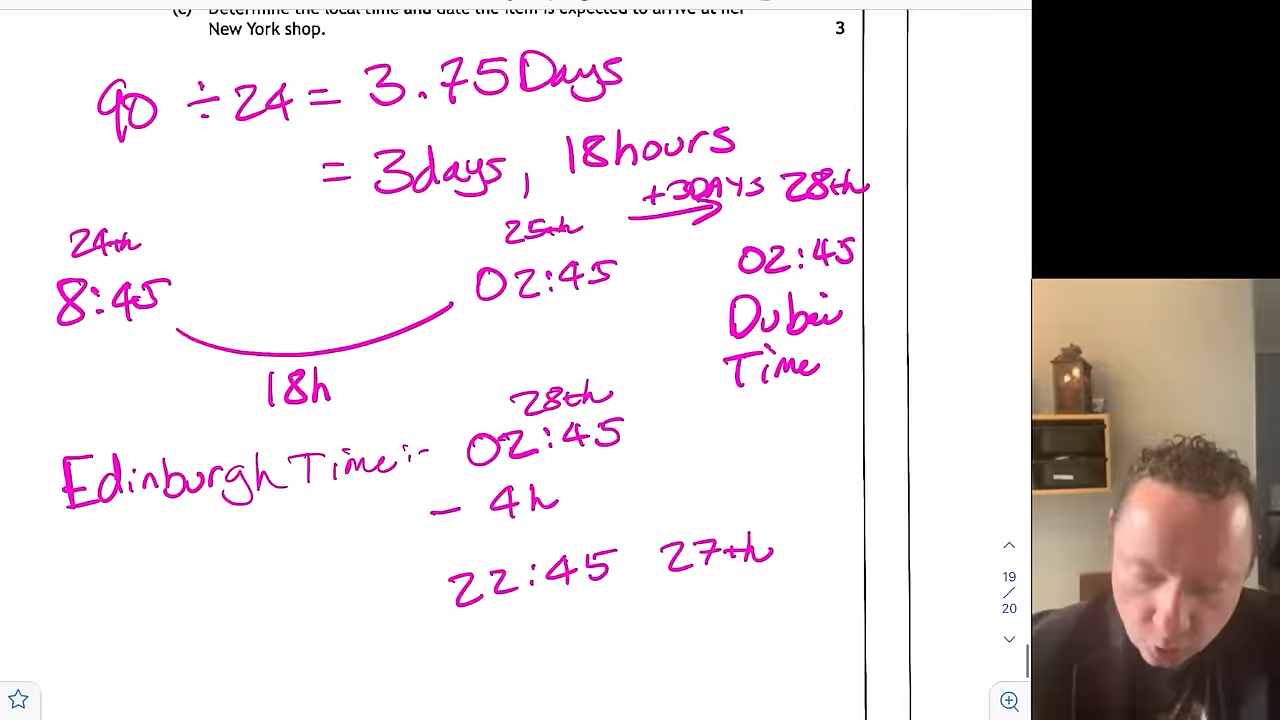 (c) Determine the local time and date the item is expected to arrive at her
New York shop. 3
90 ÷ 24 = 3.75 Days
= 3days, 18hours
+3DAYS 28th
24th 25th
8:45 02:45 02:45
Dubai
Time
18h
28th
Edinburgh Time:- 02:45
- 4h
22:45 27th
19
/
20